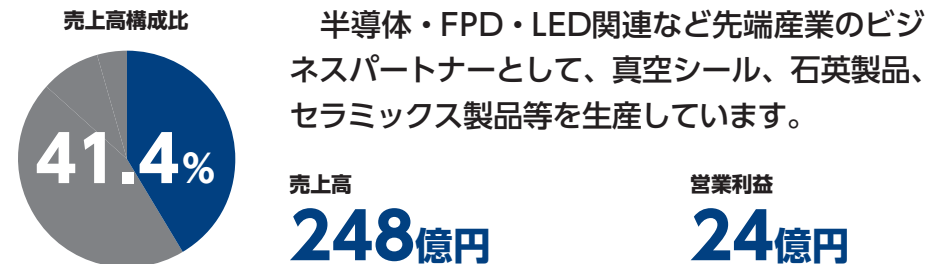 売上高構成比
41.4%
半導体・FPD・LED関連など先端産業のビジ
ネスパートナーとして、真空シール、石英製品、
セラミックス製品等を生産しています。
売上高
248億円
営業利益
24億円